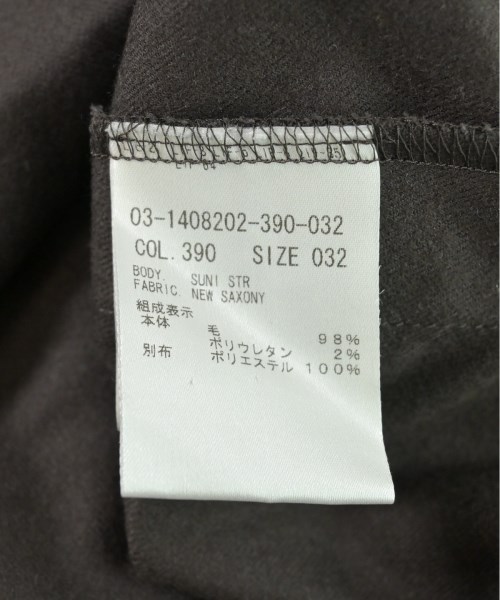 03-1408202-390-032
COL. 390 SIZE 032
BODY. SUNI STR
FABRIC. NEW SAXONY
組成表示
本体 毛 98%
ポリウレタン 2%
別布 ポリエステル 100%